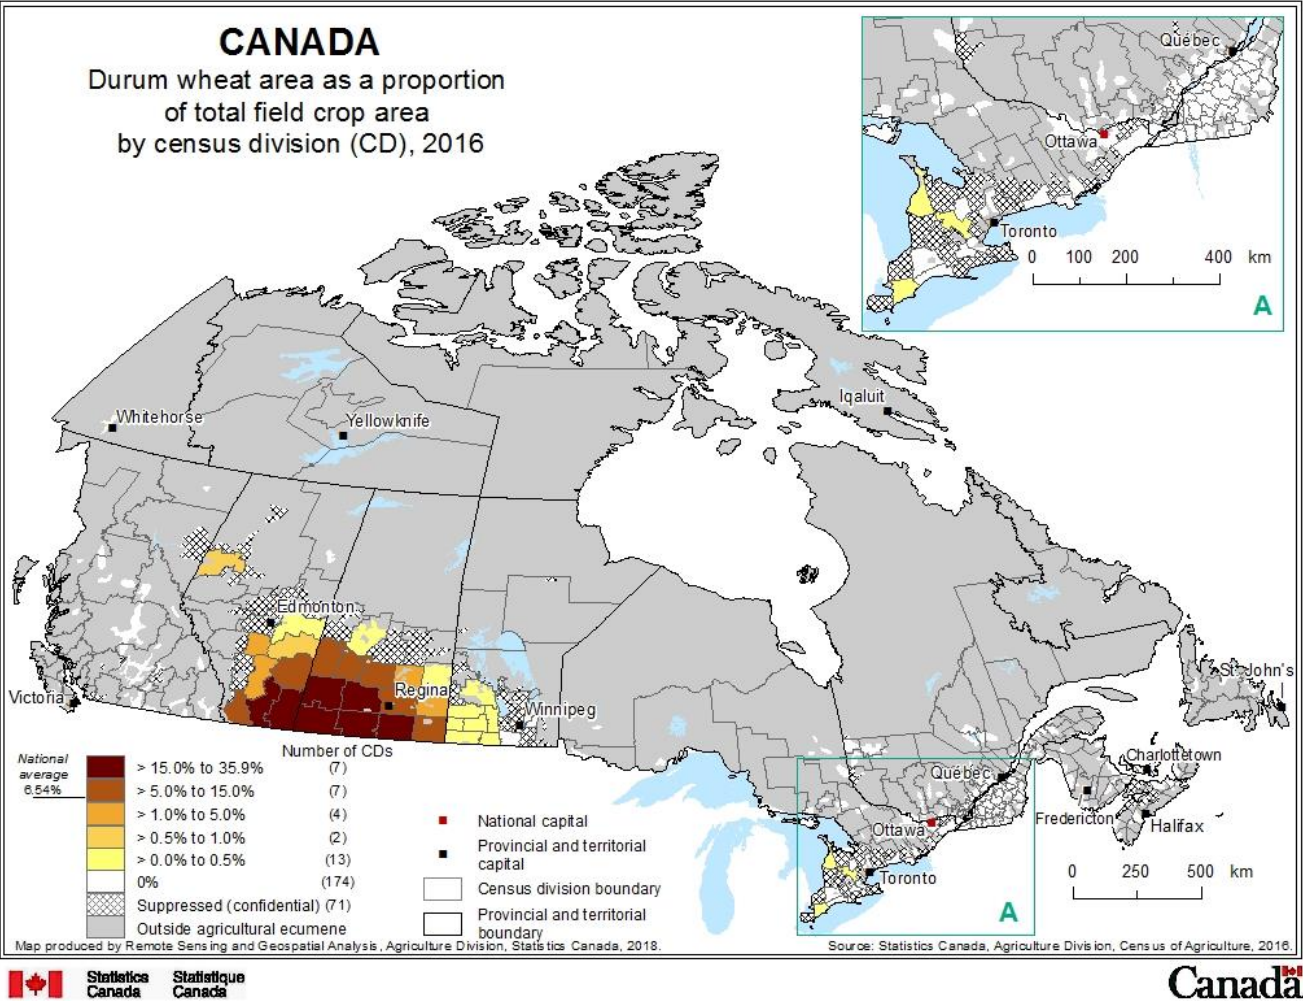 CANADA
Durum wheat area as a proportion
of total field crop area
by census division (CD), 2016
Québec
Ottawa
Toronto
0 100 200 400 km
A
Whitehorse
Yellowknife
Iqaluit
Edmonton
Regina
Winnipeg
Victoria
St. John's
Charlottetown
Québec
Fredericton
Halifax
Ottawa
Toronto
A
0 250 500 km
National
average
6.54%
Number of CDs
> 15.0% to 35.9% (7)
> 5.0% to 15.0% (7)
> 1.0% to 5.0% (4)
> 0.5% to 1.0% (2)
> 0.0% to 0.5% (13)
0% (174)
Suppressed (confidential) (71)
Outside agricultural ecumene
National capital
Provincial and territorial
capital
Census division boundary
Provincial and territorial
boundary
Map produced by Remote Sensing and Geospatial Analysis, Agriculture Division, Statistics Canada, 2018.
Source: Statistics Canada, Agriculture Division, Census of Agriculture, 2016.
Statistics Statistique
Canada Canada
Canada